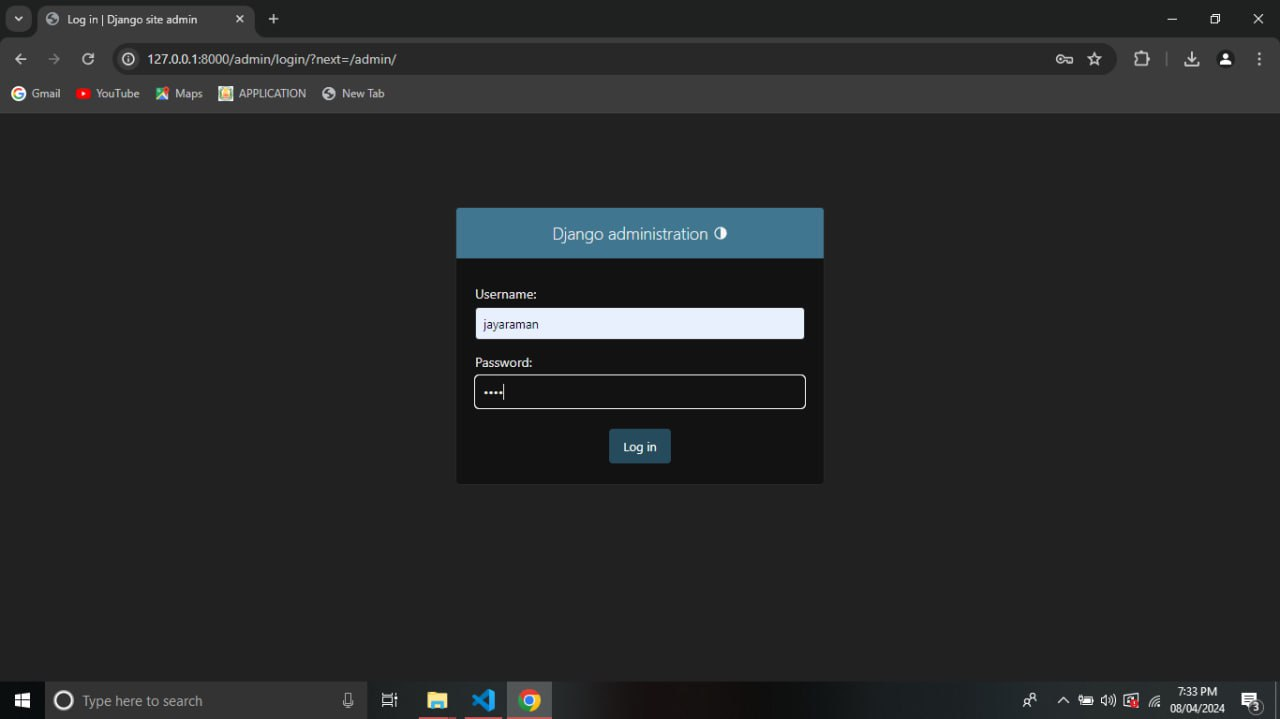 Log in | Django site admin
127.0.0.1:8000/admin/login/?next=/admin/
Gmail YouTube Maps APPLICATION New Tab
Django administration
Username:
jayaraman
Password:
••••
Log in
Type here to search
7:33 PM
08/04/2024
3